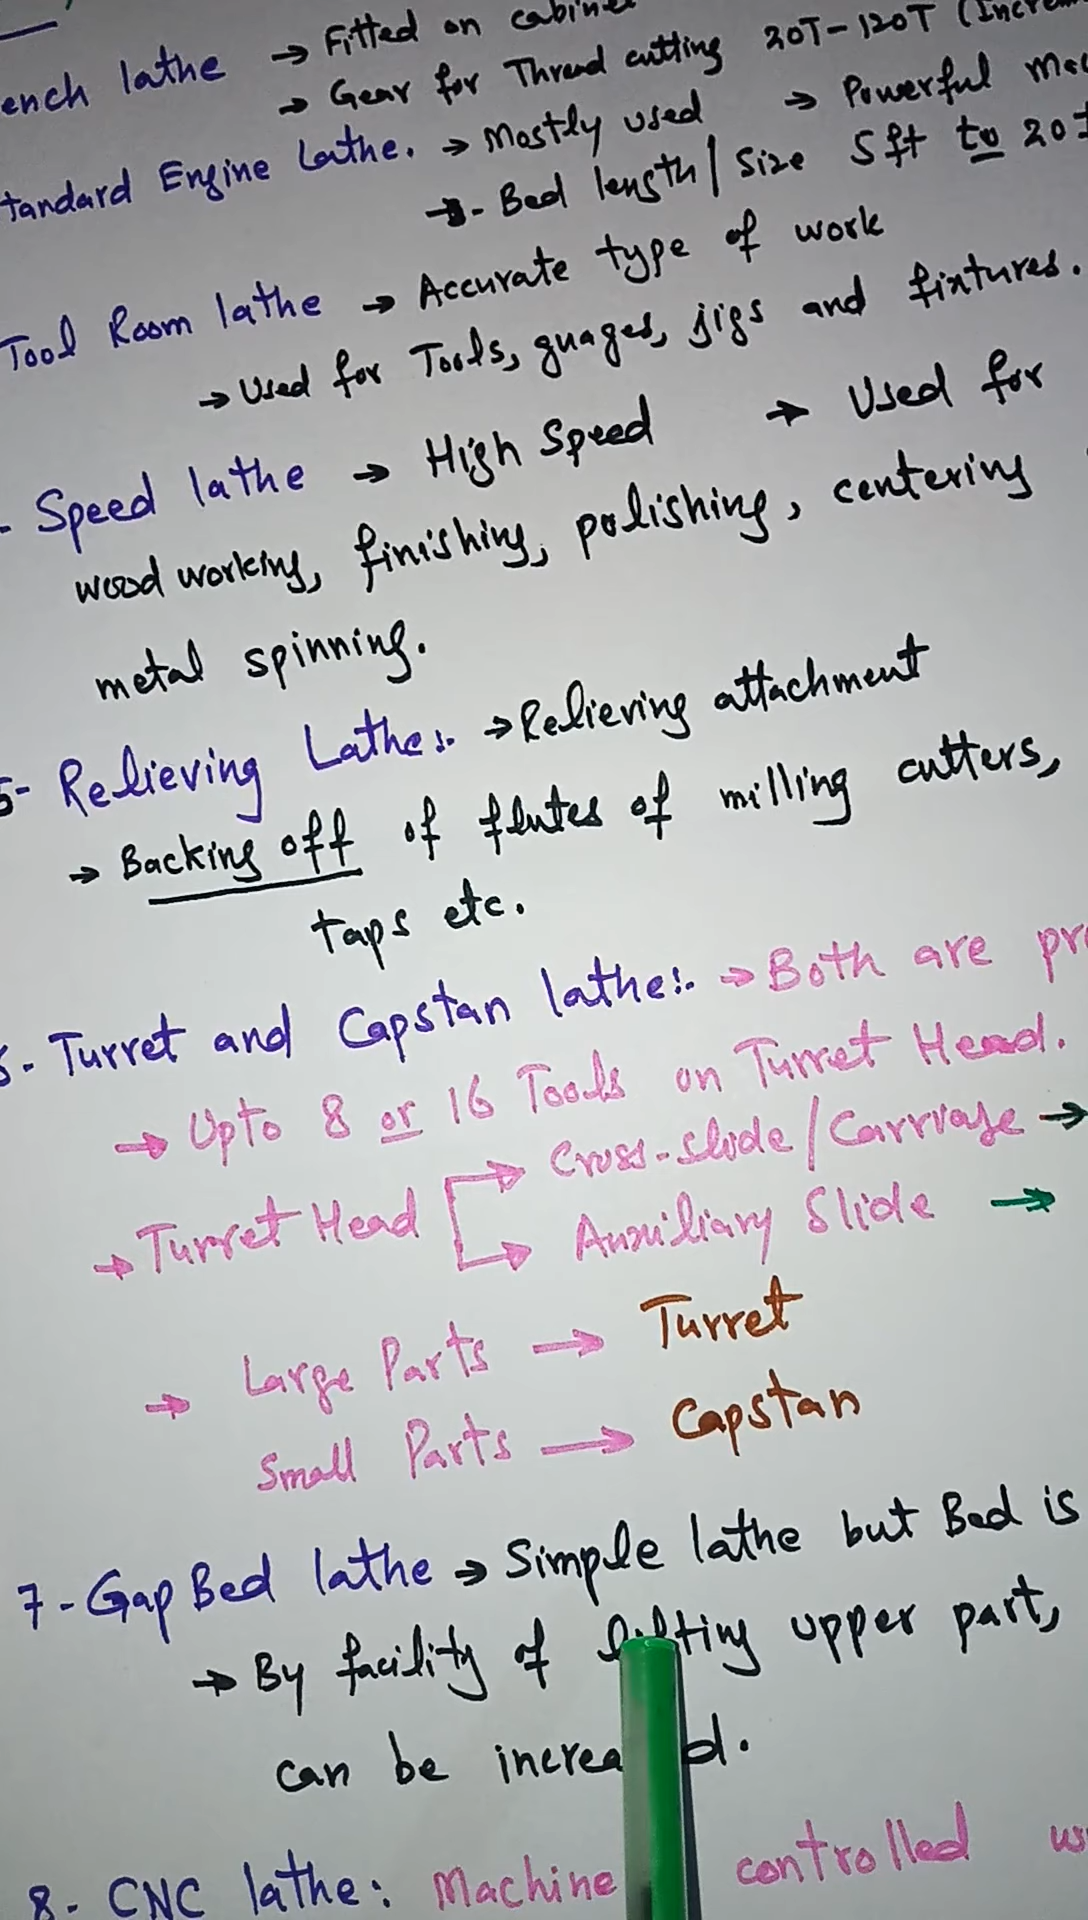 ench lathe → Fitted on cabine
→ Gear for Thread cutting 20T-120T (Increm
tandard Engine Lathe. → Mostly used → Powerful Mac
→ - Bed length / Size 5ft to 20f
Tool Room lathe → Accurate type of work
→ Used for Tools, guages, jigs and fixtures.
- Speed lathe → High Speed → Used for
wood working, finishing, polishing, centering
metal spinning.
5- Relieving Lathe:- → Relieving attachment
→ Backing off of flutes of milling cutters,
taps etc.
6- Turret and Capstan lathe:- → Both are pr
→ Upto 8 or 16 Tools on Turret Head.
→ Turret Head → Cross-slide/Carriage →
→ Auxiliary Slide →
→ Large Parts → Turret
Small Parts → Capstan
7- Gap Bed lathe → Simple lathe but Bed is
→ By facility of upper part,
can be increa d.
8- CNC lathe: Machine controlled